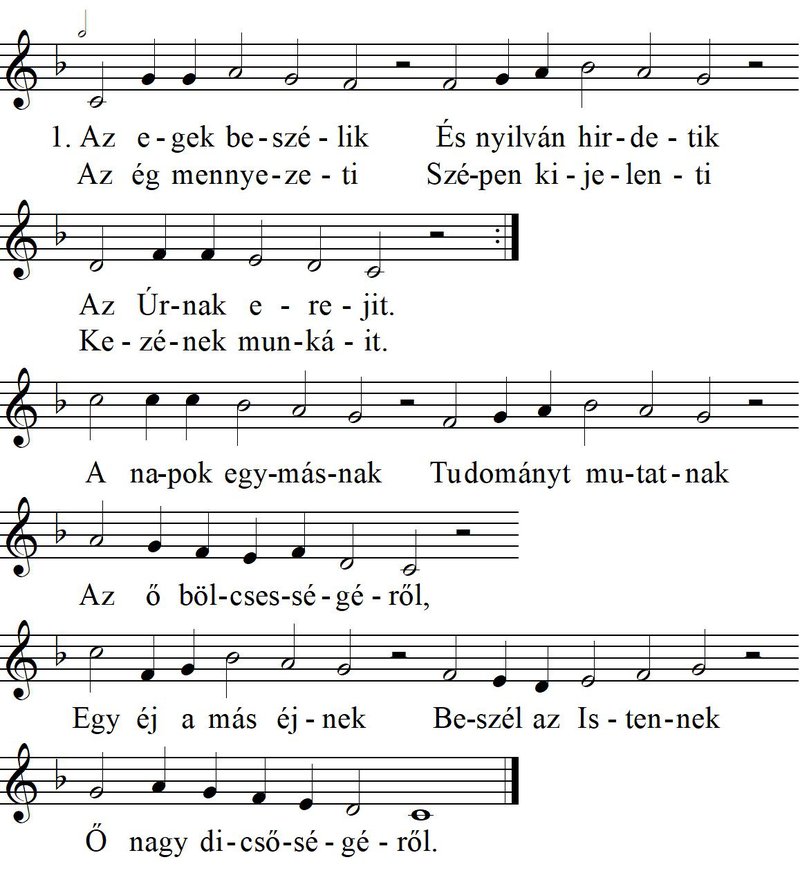 1. Az e - gek be - szé - lik És nyilván hir - de - tik
Az ég mennye - ze - ti Szé - pen ki - je - len - ti
Az Úr - nak e - re - jit.
Ke - zé - nek mun - ká - it.
A na - pok egy - más - nak Tudományt mu - tat - nak
Az ő böl - cses - sé - gé - ről,
Egy éj a más éj - nek Be - szél az Is - ten - nek
Ő nagy di - cső - sé - gé - ről.